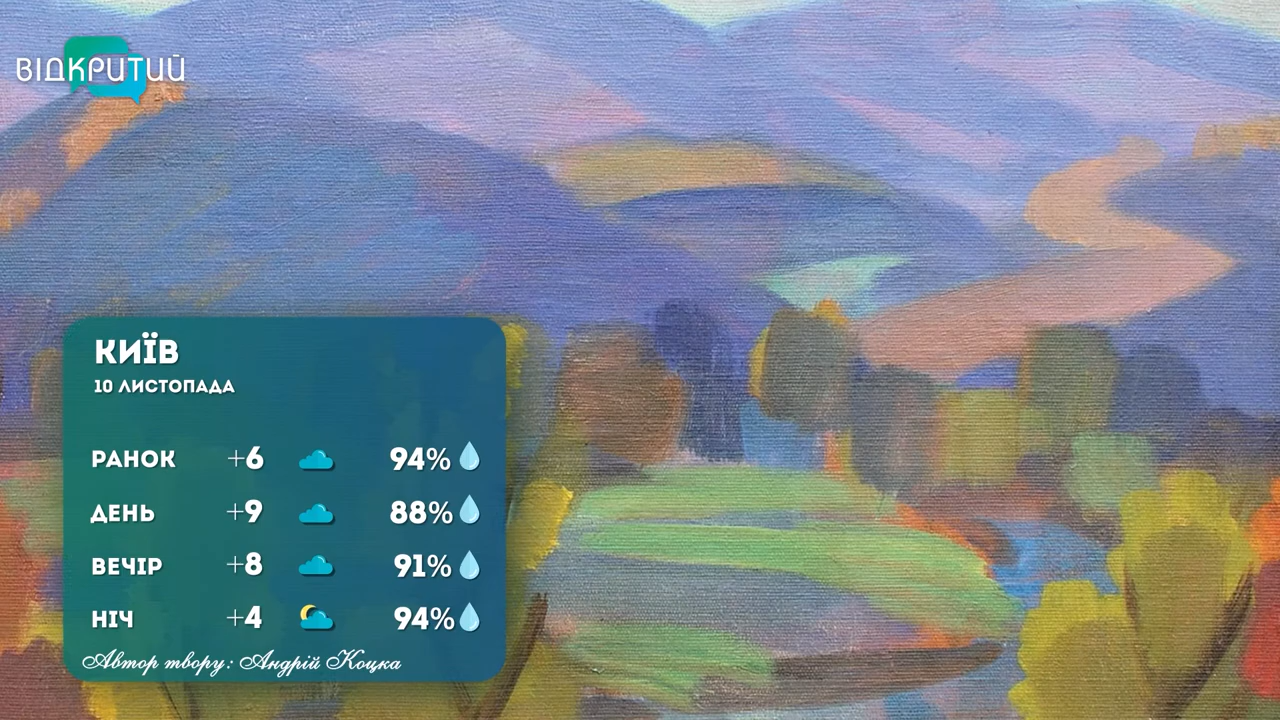 ВІДКРИТИЙ
КИЇВ
10 ЛИСТОПАДА
РАНОК +6 94%
ДЕНЬ +9 88%
ВЕЧІР +8 91%
НІЧ +4 94%
Автор твору: Андрій Коцка